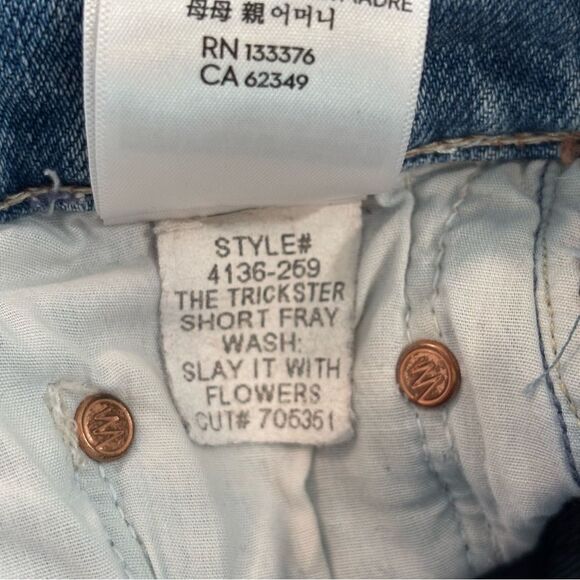 MADRE
母母 親 어머니
RN 133376
CA 62349
STYLE#
4136-259
THE TRICKSTER
SHORT FRAY
WASH:
SLAY IT WITH
FLOWERS
CUT# 705351